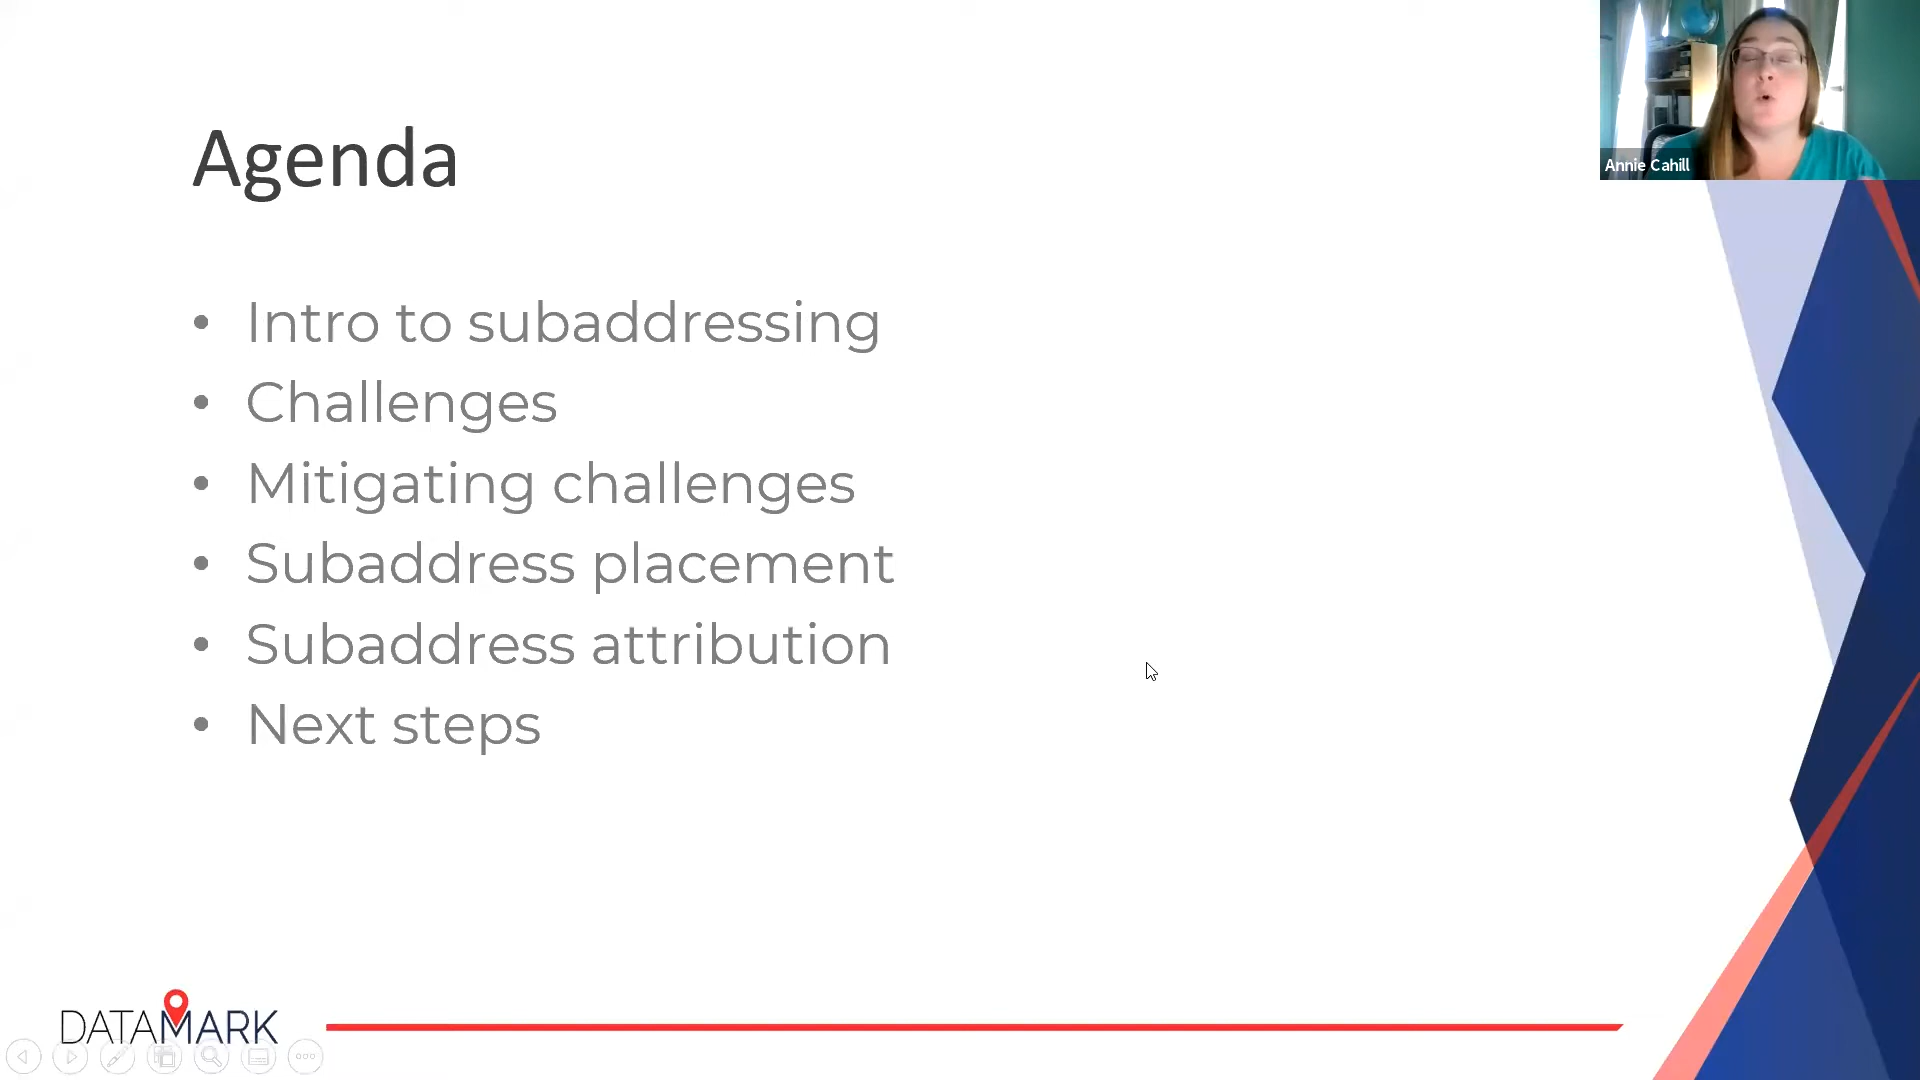 Annie Cahill
Agenda
• Intro to subaddressing
• Challenges
• Mitigating challenges
• Subaddress placement
• Subaddress attribution
• Next steps
DATAMARK